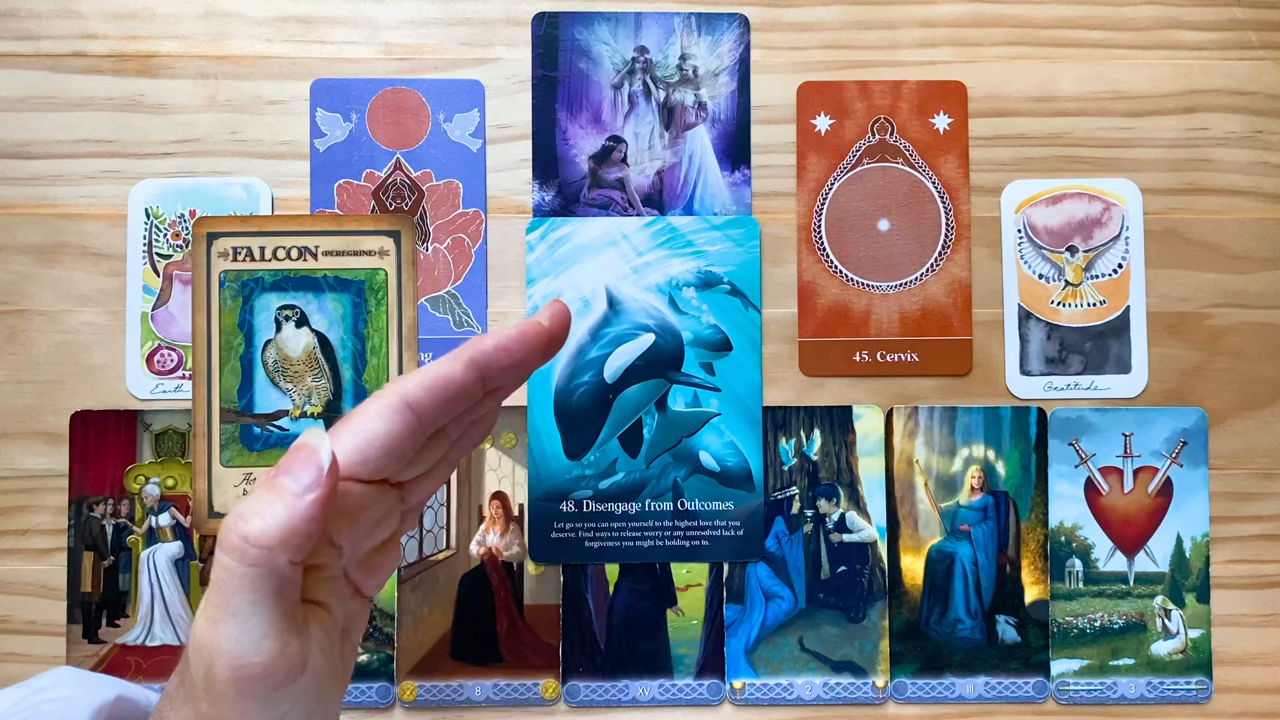 FALCON (PEREGRINE)
45. Cervix
Earth
Gratitude
48. Disengage from Outcomes
Let go so you can open yourself to the highest love that you
deserve. Find ways to release worry or any unresolved lack of
forgiveness you might be holding on to.
8
XV
2
III
3